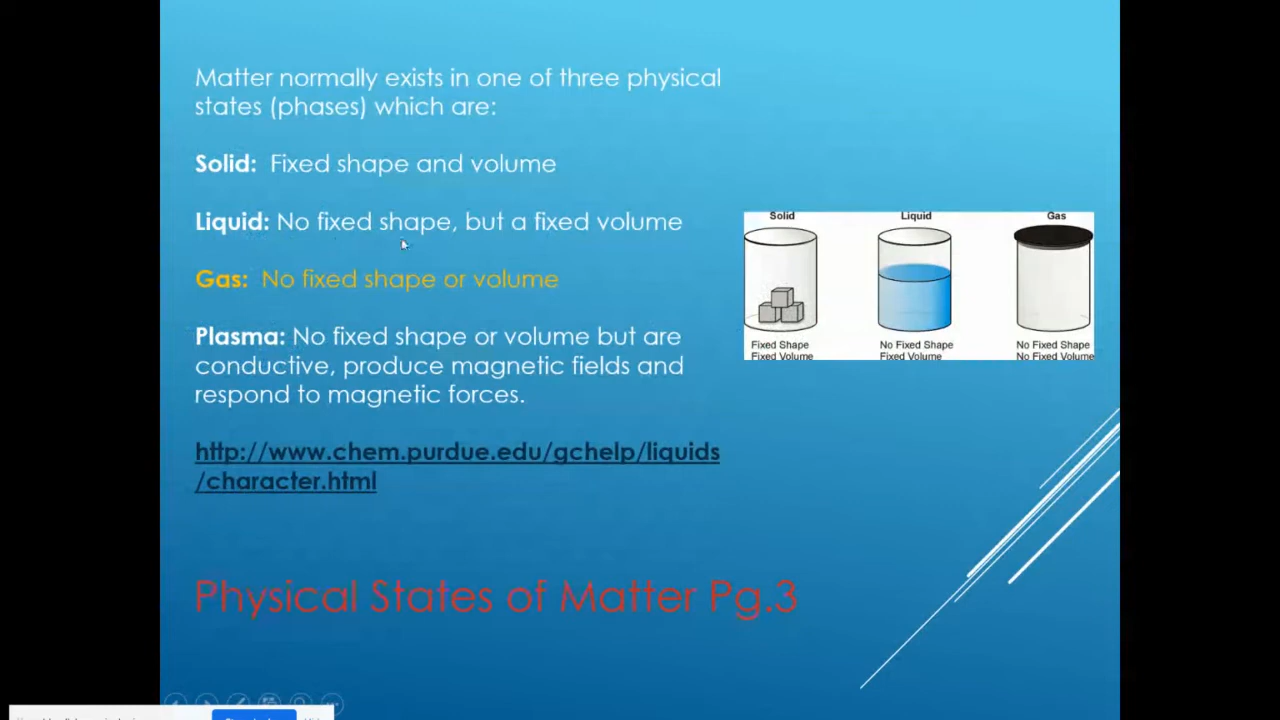 Matter normally exists in one of three physical
states (phases) which are:
Solid: Fixed shape and volume
Liquid: No fixed shape, but a fixed volume
Gas: No fixed shape or volume
Plasma: No fixed shape or volume but are
conductive, produce magnetic fields and
respond to magnetic forces.
http://www.chem.purdue.edu/gchelp/liquids
/character.html
Solid
Liquid
Gas
Fixed Shape
Fixed Volume
No Fixed Shape
Fixed Volume
No Fixed Shape
No Fixed Volume
Physical States of Matter Pg.3